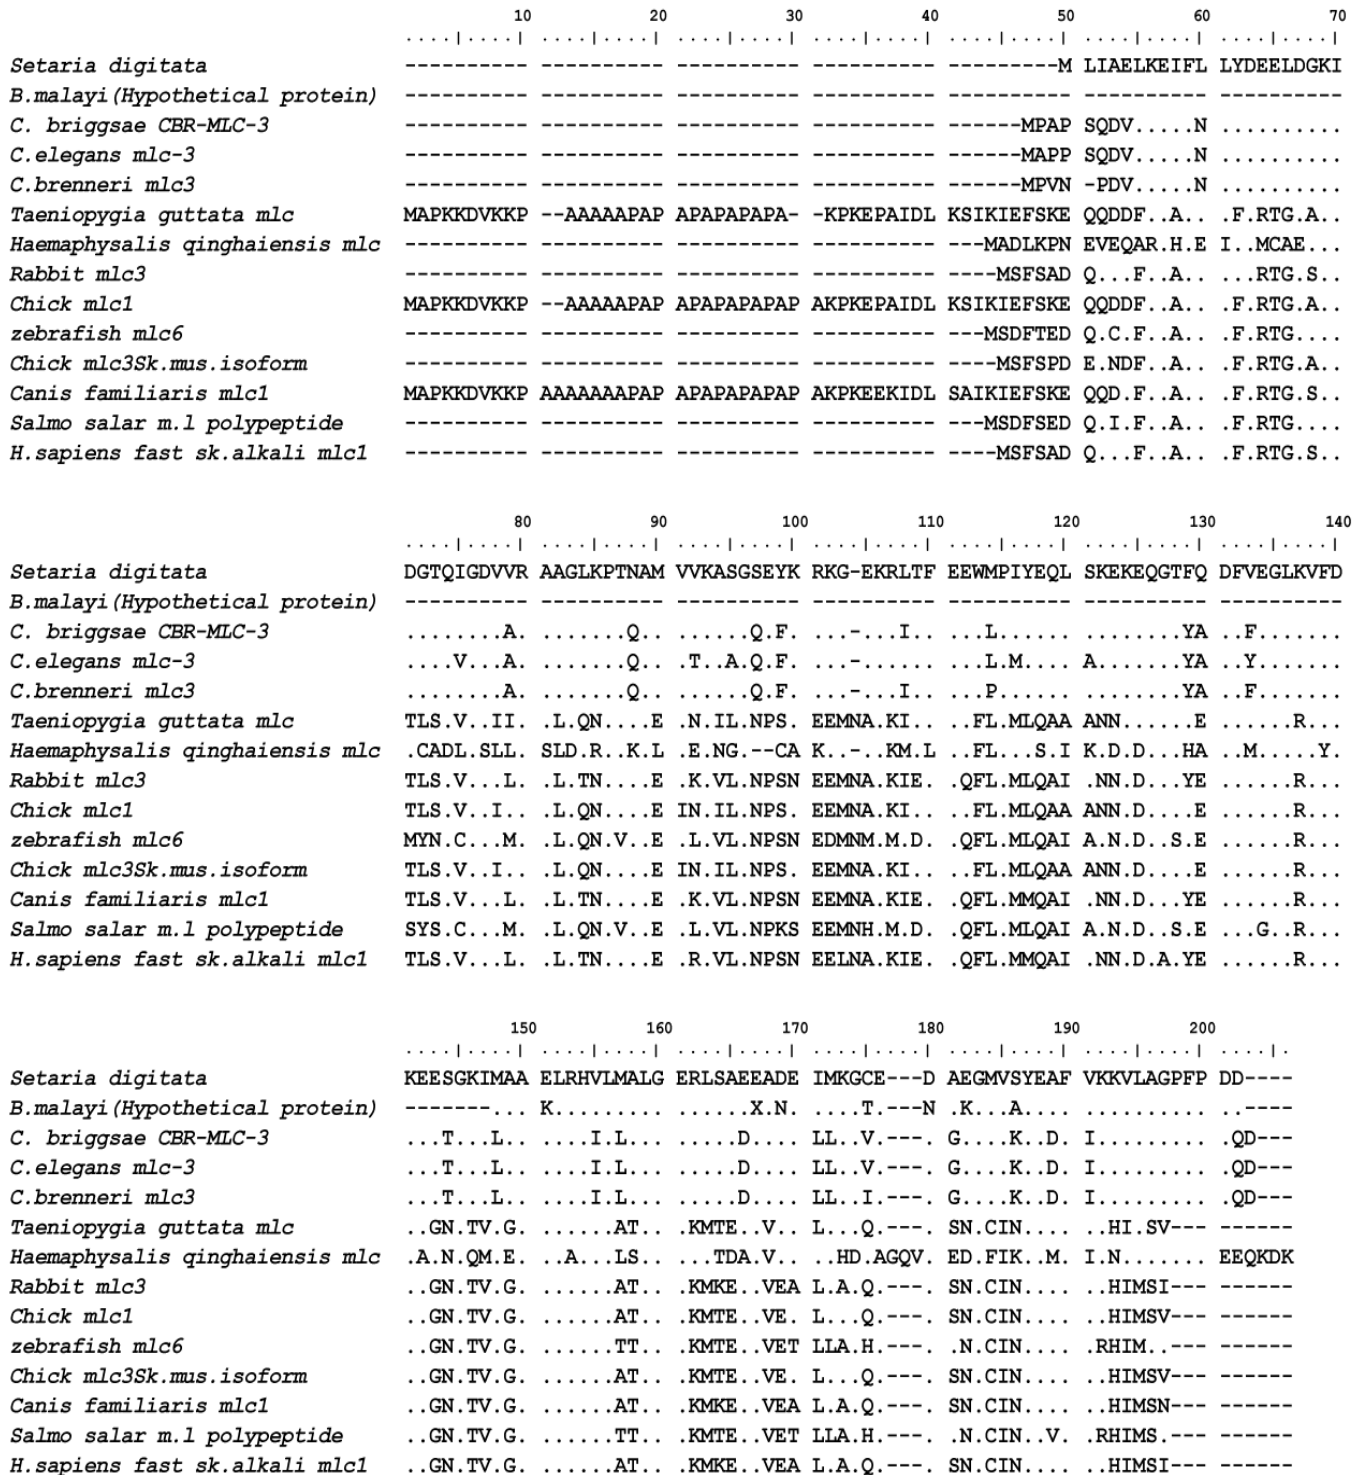 10 20 30 40 50 60 70
....|....| ....|....| ....|....| ....|....| ....|....| ....|....| ....|....|
Setaria digitata ---------- ---------- ---------- ---------- ---------M LIAELKEIFL LYDEELDGKI
B.malayi(Hypothetical protein) ---------- ---------- ---------- ---------- ---------- ---------- ----------
C. briggsae CBR-MLC-3 ---------- ---------- ---------- ---------- ------MPAP SQDV.....N ..........
C.elegans mlc-3 ---------- ---------- ---------- ---------- ------MAPP SQDV.....N ..........
C.brenneri mlc3 ---------- ---------- ---------- ---------- ------MPVN -PDV.....N ..........
Taeniopygia guttata mlc MAPKKDVKKP --AAAAAPAP APAPAPAPA- -KPKEPAIDL KSIKIEFSKE QQDDF..A.. .F.RTG.A..
Haemaphysalis qinghaiensis mlc ---------- ---------- ---------- ---------- ---MADLKPN EVEQAR.H.E I..MCAE...
Rabbit mlc3 ---------- ---------- ---------- ---------- ----MSFSAD Q...F..A.. ...RTG.S..
Chick mlc1 MAPKKDVKKP --AAAAAPAP APAPAPAPAP AKPKEPAIDL KSIKIEFSKE QQDDF..A.. .F.RTG.A..
zebrafish mlc6 ---------- ---------- ---------- ---------- ---MSDFTED Q.C.F..A.. .F.RTG....
Chick mlc3Sk.mus.isoform ---------- ---------- ---------- ---------- ----MSFSPD E.NDF..A.. .F.RTG.A..
Canis familiaris mlc1 MAPKKDVKKP AAAAAAAPAP APAPAPAPAP AKPKEEKIDL SAIKIEFSKE QQD.F..A.. .F.RTG.S..
Salmo salar m.l polypeptide ---------- ---------- ---------- ---------- ---MSDFSED Q.I.F..A.. .F.RTG....
H.sapiens fast sk.alkali mlc1 ---------- ---------- ---------- ---------- ----MSFSAD Q...F..A.. .F.RTG.S..
80 90 100 110 120 130 140
....|....| ....|....| ....|....| ....|....| ....|....| ....|....| ....|....|
Setaria digitata DGTQIGDVVR AAGLKPTNAM VVKASGSEYK RKG-EKRLTF EEWMPIYEQL SKEKEQGTFQ DFVEGLKVFD
B.malayi(Hypothetical protein) ---------- ---------- ---------- ---------- ---------- ---------- ----------
C. briggsae CBR-MLC-3 ........A. .......Q.. ......Q.F. ...-...I.. ...L...... ........YA ..F.......
C.elegans mlc-3 ....V...A. .......Q.. .T..A.Q.F. ...-...... ...L.M.... A.......YA ..Y.......
C.brenneri mlc3 ........A. .......Q.. ......Q.F. ...-...I.. ...P...... ........YA ..F.......
Taeniopygia guttata mlc TLS.V...II. .L.QN....E .N.IL.NPS. EEMNA.KI.. ..FL.MLQAA ANN......E ......R...
Haemaphysalis qinghaiensis mlc .CADL.SLL. SLD.R..K.L .E.NG.--CA K..-..KM.L ..FL...S.I K.D.D...HA ..M.....Y.
Rabbit mlc3 TLS.V...L. .L.TN....E .K.VL.NPSN EEMNA.KIE. .QFL.MLQAI .NN.D...YE ......R...
Chick mlc1 TLS.V...I. .L.QN....E IN.IL.NPS. EEMNA.KI.. ..FL.MLQAA ANN.D....E ......R...
zebrafish mlc6 MYN.C...M. .L.QN.V..E .L.VL.NPSN EDMNM.M.D. .QFL.MLQAI A.N.D..S.E ......R...
Chick mlc3Sk.mus.isoform TLS.V...I. .L.QN....E IN.IL.NPS. EEMNA.KI.. ..FL.MLQAA ANN.D....E ......R...
Canis familiaris mlc1 TLS.V...L. .L.TN....E .K.VL.NPSN EEMNA.KIE. .QFL.MMQAI .NN.D...YE ......R...
Salmo salar m.l polypeptide SYS.C...M. .L.QN.V..E .L.VL.NPKS EEMNH.M.D. .QFL.MLQAI A.N.D..S.E ...G..R...
H.sapiens fast sk.alkali mlc1 TLS.V...L. .L.TN....E .R.VL.NPSN EELNA.KIE. .QFL.MMQAI .NN.D.A.YE ......R...
150 160 170 180 190 200
....|....| ....|....| ....|....| ....|....| ....|....| ....|.
Setaria digitata KEESGKIMAA ELRHVLMALG ERLSAEEADE IMKGCE---D AEGMVSYEAF VKKVLAGPFP DD----
B.malayi(Hypothetical protein) -------... K......... ......X.N. ....T.---N .K...A.... .......... ..----
C. briggsae CBR-MLC-3 ...T...L.. ....I.L... .....D.... LL..V.---. G....K..D. I......... .QD---
C.elegans mlc-3 ...T...L.. ....I.L... .....D.... LL..V.---. G....K..D. I......... .QD---
C.brenneri mlc3 ...T...L.. ....I.L... .....D.... LL..I.---. G....K..D. I......... .QD---
Taeniopygia guttata mlc ..GN.TV.G. ......AT.. .KMTE..V.. L...Q.---. SN.CIN.... ..HI.SV--- ------
Haemaphysalis qinghaiensis mlc .A.N.QM.E. ..A...LS.. ...TDA.V.. ..HD.AGQV. ED.FIK..M. I.N....... EEQKDK
Rabbit mlc3 ..GN.TV.G. ......AT.. .KMKE..VEA L.A.Q.---. SN.CIN.... ..HIMSI--- ------
Chick mlc1 ..GN.TV.G. ......AT.. .KMTE..VE. L...Q.---. SN.CIN.... ..HIMSV--- ------
zebrafish mlc6 ..GN.TV.G. ......TT.. .KMTE..VET LLA.H.---. .N.CIN.... .RHIM..--- ------
Chick mlc3Sk.mus.isoform ..GN.TV.G. ......AT.. .KMTE..VE. L...Q.---. SN.CIN.... ..HIMSV--- ------
Canis familiaris mlc1 ..GN.TV.G. ......AT.. .KMKE..VEA L.A.Q.---. SN.CIN.... ..HIMSN--- ------
Salmo salar m.l polypeptide ..GN.TV.G. ......TT.. .KMTE..VET LLA.H.---. .N.CIN..V. .RHIMS.--- ------
H.sapiens fast sk.alkali mlc1 ..GN.TV.G. ......AT.. .KMKE..VEA L.A.Q.---. SN.CIN.... ..HIMSI--- ------